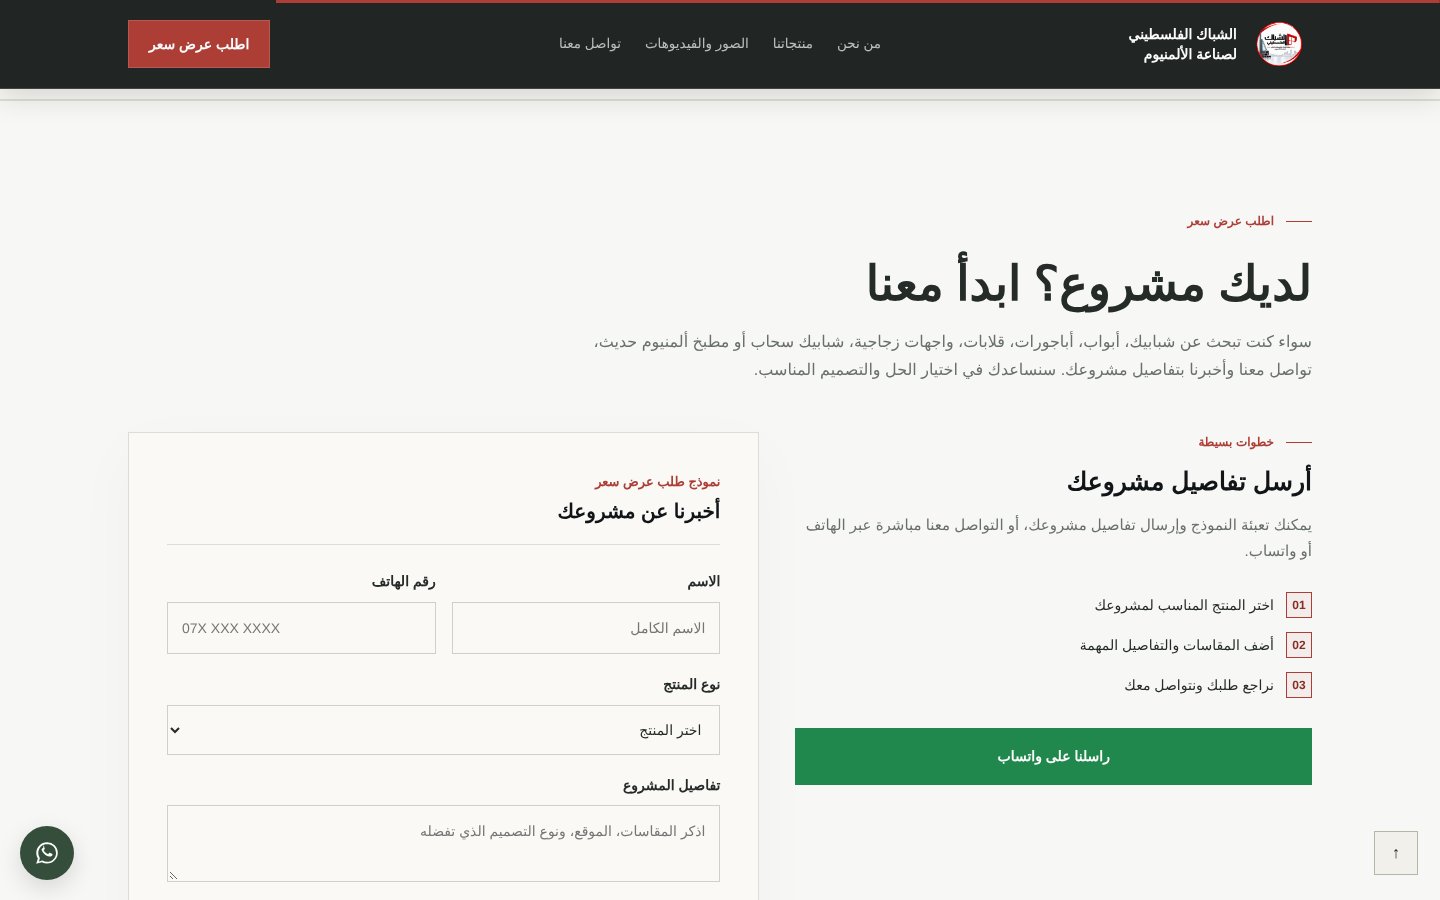 الشباك الفلسطيني
لصناعة الألمنيوم
من نحن
منتجاتنا
الصور والفيديوهات
تواصل معنا
اطلب عرض سعر
اطلب عرض سعر
لديك مشروع؟ ابدأ معنا
سواء كنت تبحث عن شبابيك، أبواب، أباجورات، قلابات، واجهات زجاجية، شبابيك سحاب أو مطبخ ألمنيوم حديث،
تواصل معنا وأخبرنا بتفاصيل مشروعك. سنساعدك في اختيار الحل والتصميم المناسب.
خطوات بسيطة
أرسل تفاصيل مشروعك
يمكنك تعبئة النموذج وإرسال تفاصيل مشروعك، أو التواصل معنا مباشرة عبر الهاتف
أو واتساب.
01 اختر المنتج المناسب لمشروعك
02 أضف المقاسات والتفاصيل المهمة
03 نراجع طلبك ونتواصل معك
راسلنا على واتساب
نموذج طلب عرض سعر
أخبرنا عن مشروعك
الاسم
الاسم الكامل
رقم الهاتف
07X XXX XXXX
نوع المنتج
اختر المنتج
تفاصيل المشروع
اذكر المقاسات، الموقع، ونوع التصميم الذي تفضله
↑